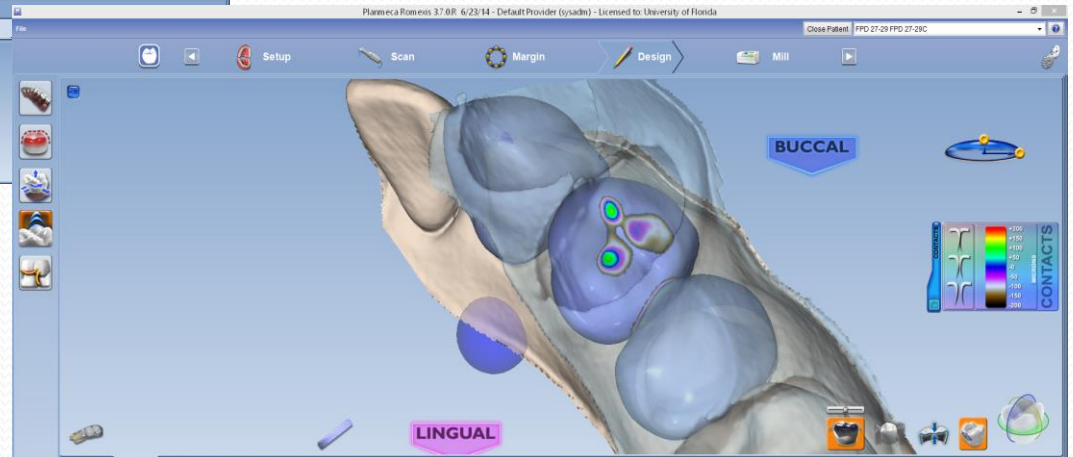 Planmeca Romexis 3.7.0.R 6/23/14 - Default Provider (sysadm) - Licensed to: University of Florida
File
Close Patient FPD 27-29 FPD 27-29C
Setup
Scan
Margin
Design
Mill
BUCCAL
CONTACTS
+200
+150
+100
+50
-0
-50
-100
-150
-200
MICRONS
CONTACTS
LINGUAL